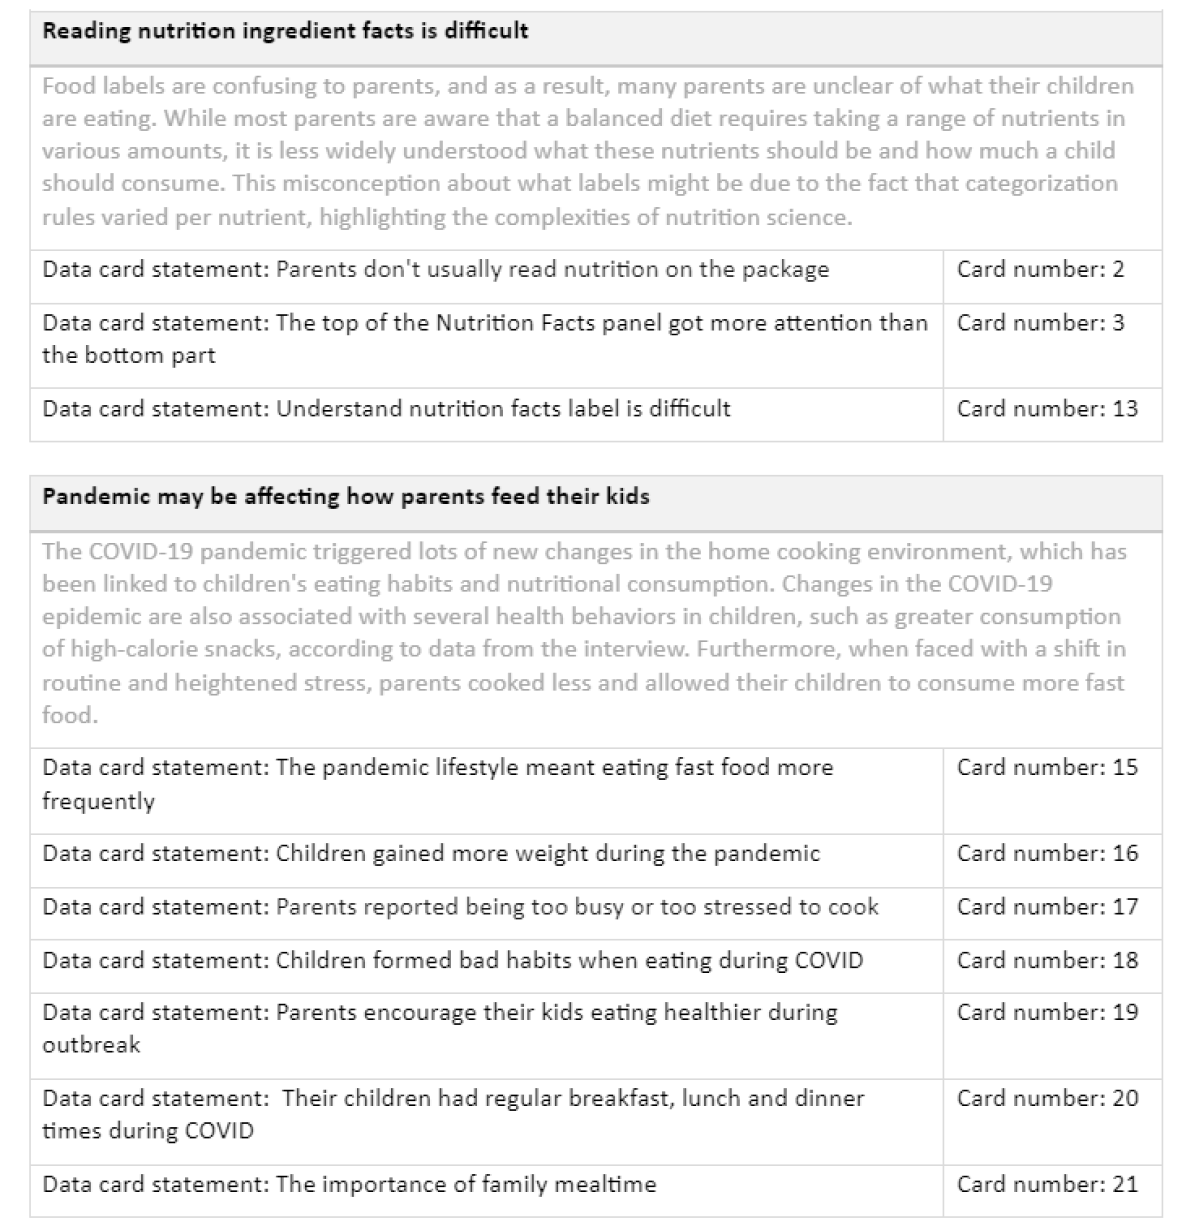 Reading nutrition ingredient facts is difficult
Food labels are confusing to parents, and as a result, many parents are unclear of what their children
are eating. While most parents are aware that a balanced diet requires taking a range of nutrients in
various amounts, it is less widely understood what these nutrients should be and how much a child
should consume. This misconception about what labels might be due to the fact that categorization
rules varied per nutrient, highlighting the complexities of nutrition science.
Data card statement: Parents don't usually read nutrition on the package
Card number: 2
Data card statement: The top of the Nutrition Facts panel got more attention than
the bottom part
Card number: 3
Data card statement: Understand nutrition facts label is difficult
Card number: 13
Pandemic may be affecting how parents feed their kids
The COVID-19 pandemic triggered lots of new changes in the home cooking environment, which has
been linked to children's eating habits and nutritional consumption. Changes in the COVID-19
epidemic are also associated with several health behaviors in children, such as greater consumption
of high-calorie snacks, according to data from the interview. Furthermore, when faced with a shift in
routine and heightened stress, parents cooked less and allowed their children to consume more fast
food.
Data card statement: The pandemic lifestyle meant eating fast food more
frequently
Card number: 15
Data card statement: Children gained more weight during the pandemic
Card number: 16
Data card statement: Parents reported being too busy or too stressed to cook
Card number: 17
Data card statement: Children formed bad habits when eating during COVID
Card number: 18
Data card statement: Parents encourage their kids eating healthier during
outbreak
Card number: 19
Data card statement:  Their children had regular breakfast, lunch and dinner
times during COVID
Card number: 20
Data card statement: The importance of family mealtime
Card number: 21